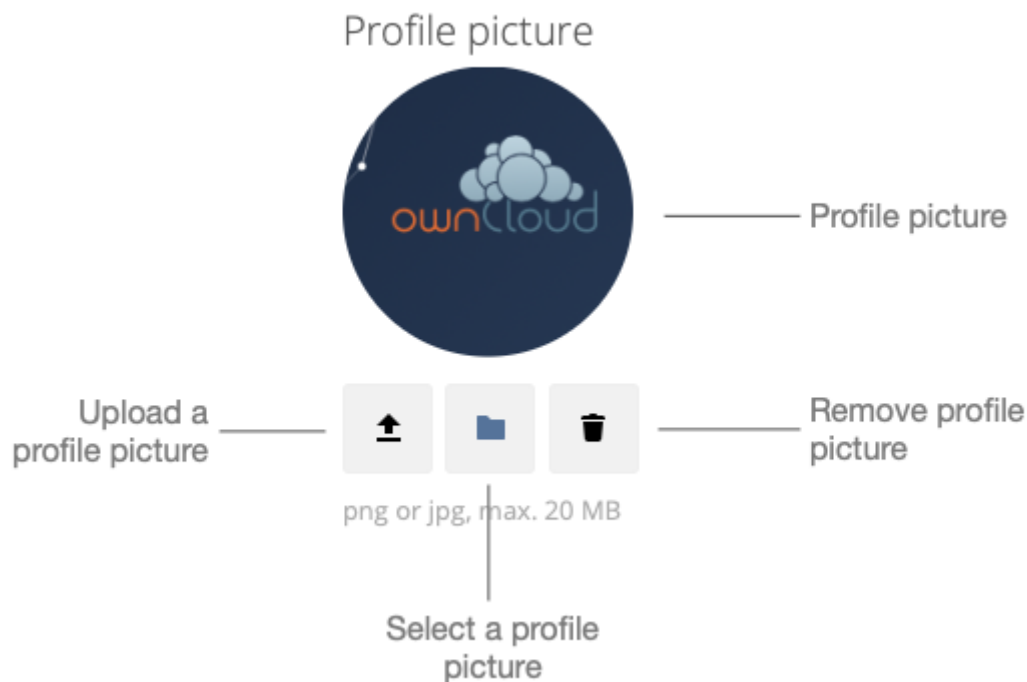 Profile picture
ownCloud
Profile picture
Upload a
profile picture
Remove profile
picture
png or jpg, max. 20 MB
Select a profile
picture